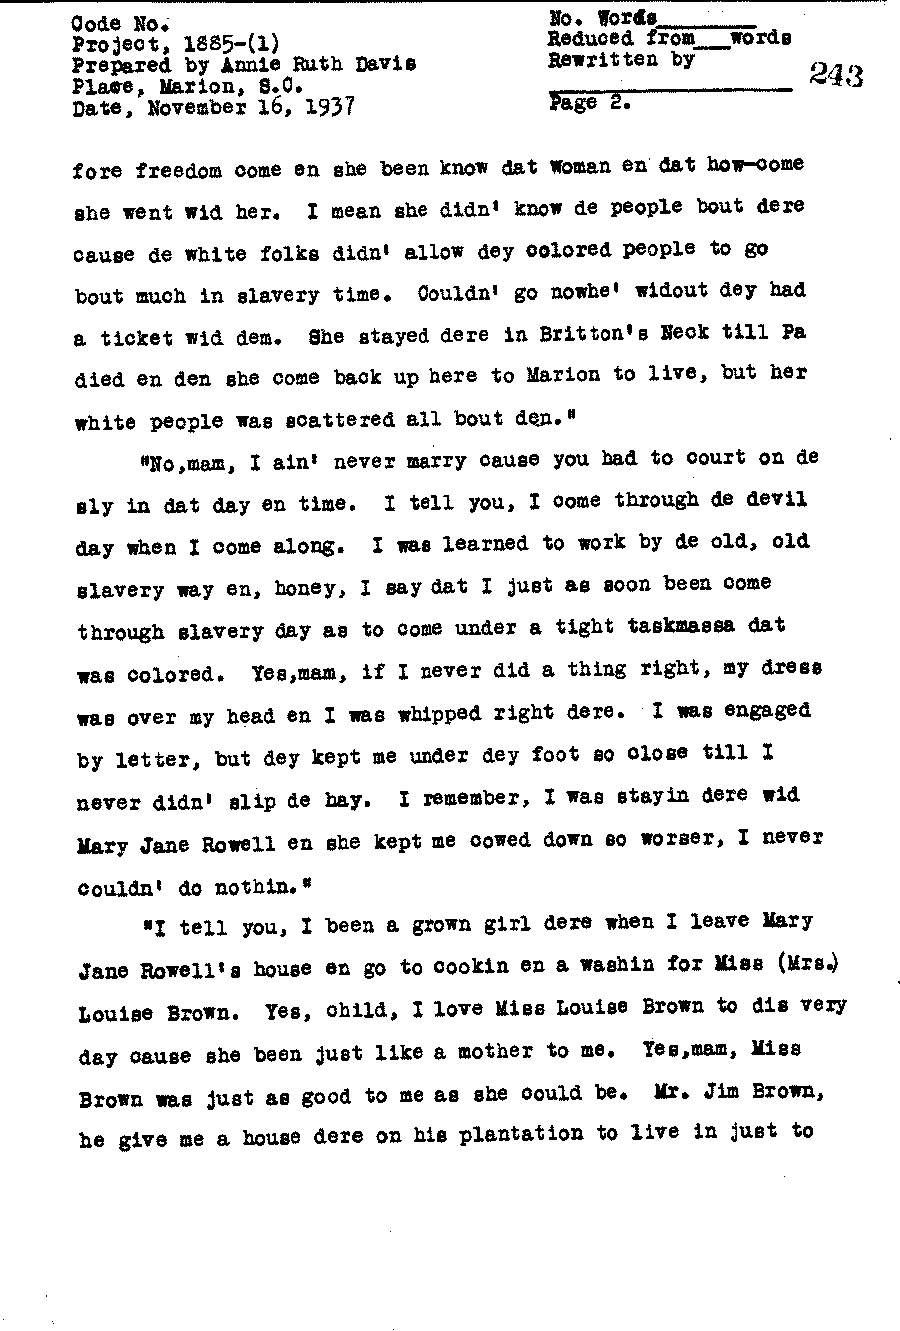 Code No.
Project, 1885-(1)
Prepared by Annie Ruth Davis
Place, Marion, S.C.
Date, November 16, 1937
No. Words________
Reduced from___words
Rewritten by
____________________
Page 2.
243
fore freedom come en she been know dat woman en dat how-come
she went wid her. I mean she didn' know de people bout dere
cause de white folks didn' allow dey colored people to go
bout much in slavery time. Couldn' go nowhe' widout dey had
a ticket wid dem. She stayed dere in Britton's Neck till Pa
died en den she come back up here to Marion to live, but her
white people was scattered all bout den."
"No,mam, I ain' never marry cause you had to court on de
sly in dat day en time. I tell you, I come through de devil
day when I come along. I was learned to work by de old, old
slavery way en, honey, I say dat I just as soon been come
through slavery day as to come under a tight taskmassa dat
was colored. Yes,mam, if I never did a thing right, my dress
was over my head en I was whipped right dere. I was engaged
by letter, but dey kept me under dey foot so close till I
never didn' slip de hay. I remember, I was stayin dere wid
Mary Jane Rowell en she kept me cowed down so worser, I never
couldn' do nothin."
"I tell you, I been a grown girl dere when I leave Mary
Jane Rowell's house en go to cookin en a washin for Miss (Mrs.)
Louise Brown. Yes, child, I love Miss Louise Brown to dis very
day cause she been just like a mother to me. Yes,mam, Miss
Brown was just as good to me as she could be. Mr. Jim Brown,
he give me a house dere on his plantation to live in just to